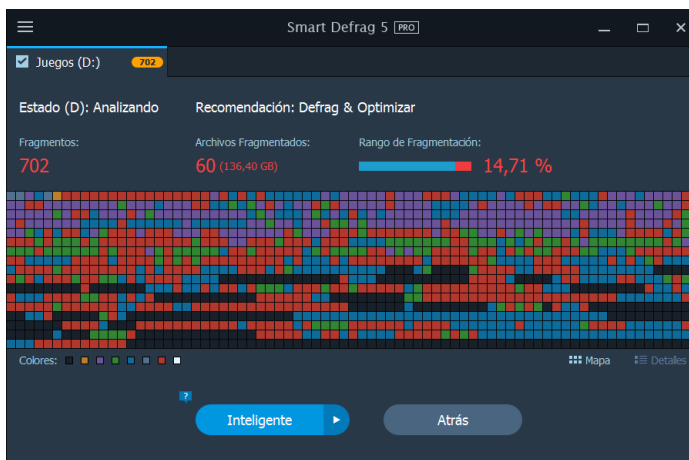 Smart Defrag 5 PRO
Juegos (D:) 702
Estado (D): Analizando Recomendación: Defrag & Optimizar
Fragmentos: Archivos Fragmentados: Rango de Fragmentación:
702 60 (136,40 GB) 14,71 %
Colores: Mapa Detalles
?
Inteligente Atrás